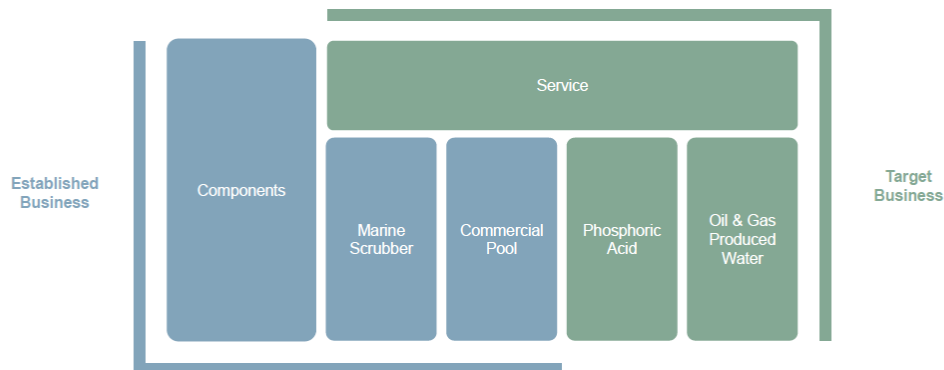 Established
Business
Components
Service
Marine
Scrubber
Commercial
Pool
Phosphoric
Acid
Oil & Gas
Produced
Water
Target
Business